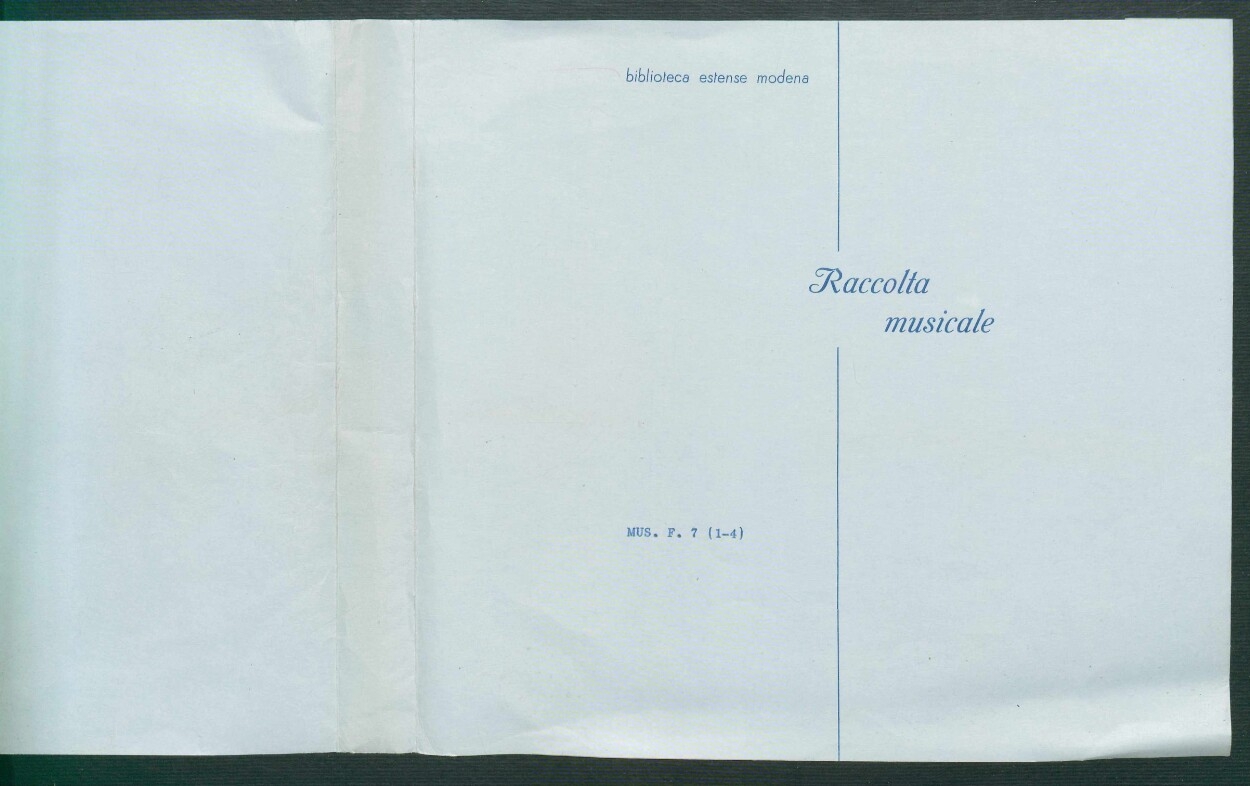 biblioteca estense modena
Raccolta
musicale
MUS. F. 7 (1-4)